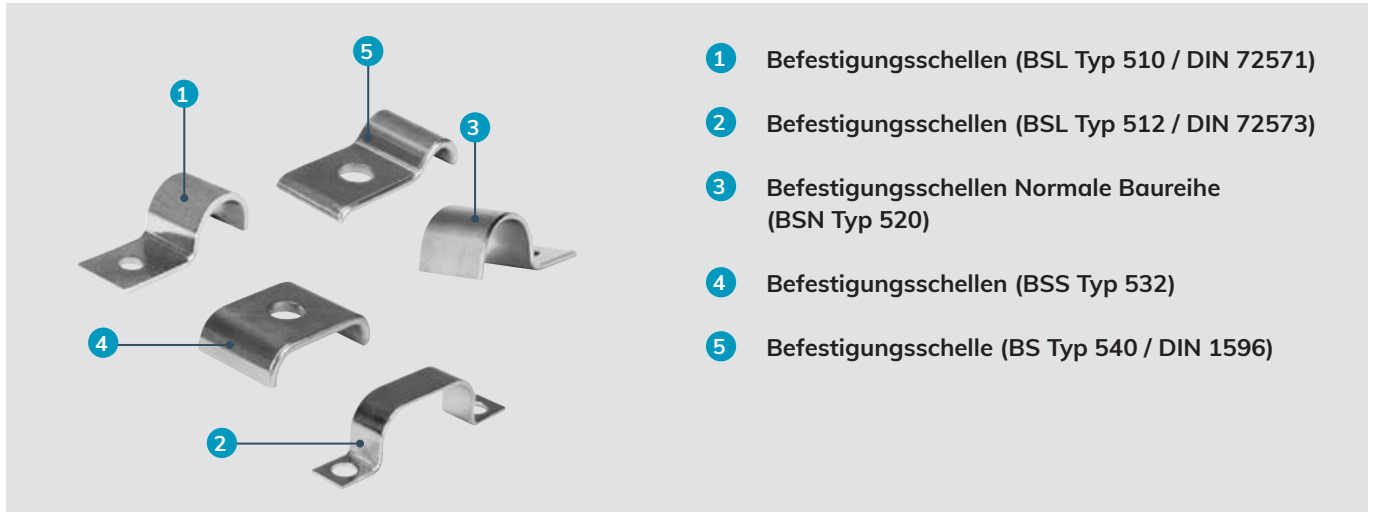 5
1
3
4
2
1 Befestigungsschellen (BSL Typ 510 / DIN 72571)
2 Befestigungsschellen (BSL Typ 512 / DIN 72573)
3 Befestigungsschellen Normale Baureihe
(BSN Typ 520)
4 Befestigungsschellen (BSS Typ 532)
5 Befestigungsschelle (BS Typ 540 / DIN 1596)